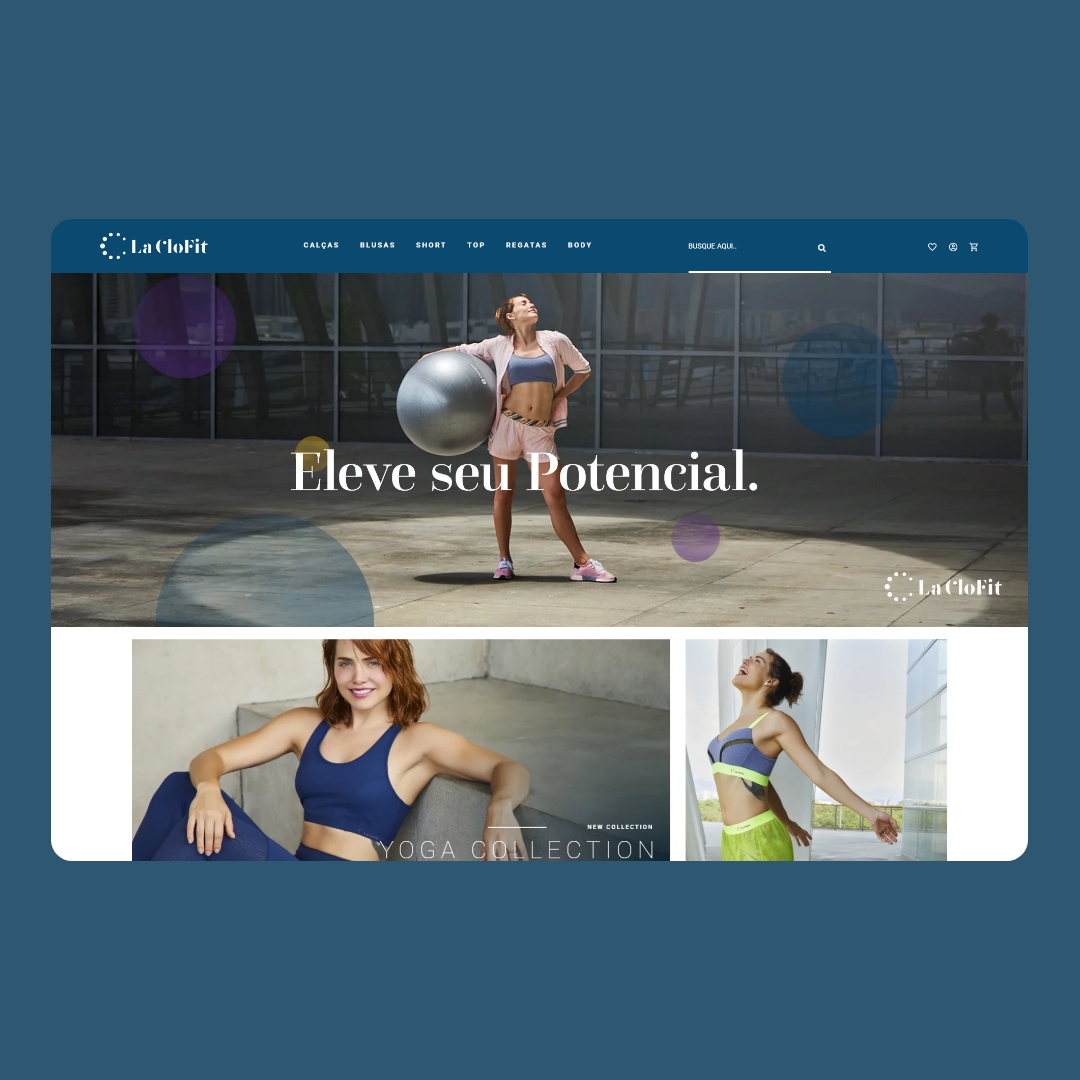 La CloFit
CALÇAS BLUSAS SHORT TOP REGATAS BODY
BUSQUE AQUI..
Eleve seu Potencial.
La CloFit
NEW COLLECTION
YOGA COLLECTION